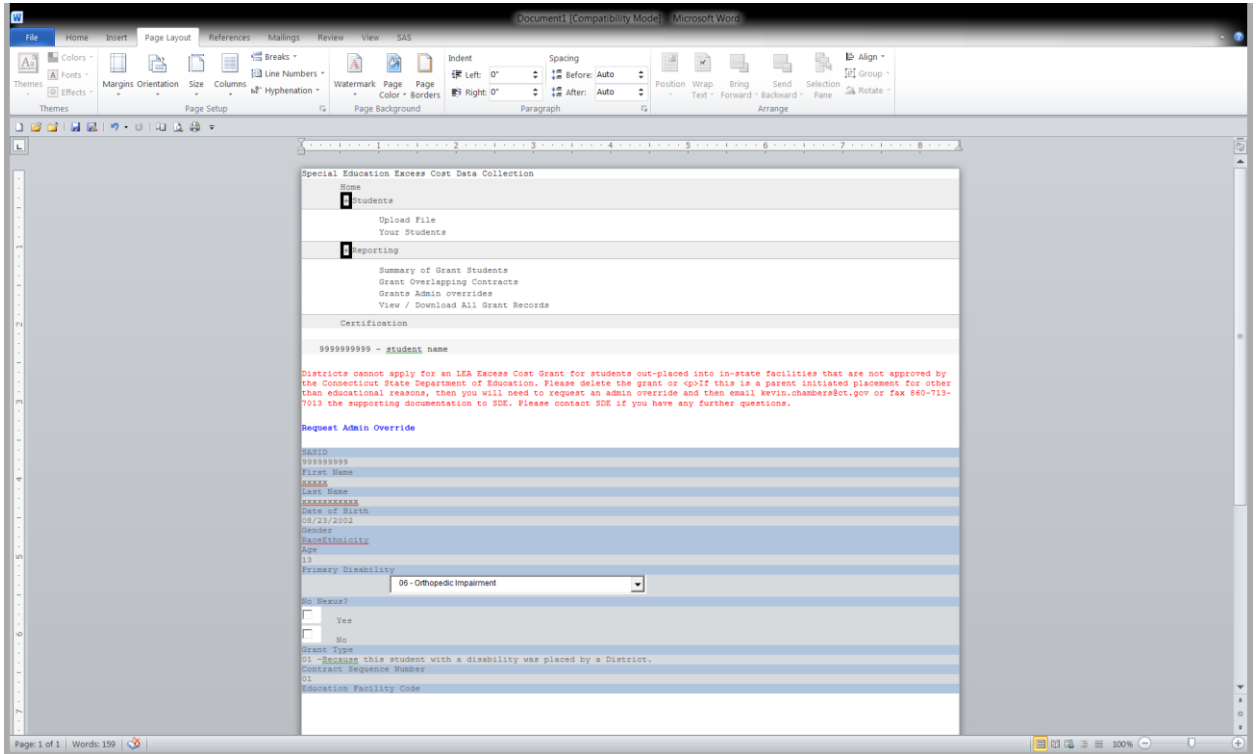 Document1 [Compatibility Mode] - Microsoft Word
File Home Insert Page Layout References Mailings Review View SAS
Colors
Fonts
Effects
Themes
Margins Orientation Size Columns
Breaks
Line Numbers
Hyphenation
Watermark Page Color Page Borders
Indent
Left: 0"
Right: 0"
Spacing
Before: Auto
After: Auto
Position Wrap Text Bring Forward Send Backward Selection Pane
Align
Group
Rotate
Themes Page Setup Page Background Paragraph Arrange
1 2 3 4 5 6 7 8
Special Education Excess Cost Data Collection
Home
Students
Upload File
Your Students
Reporting
Summary of Grant Students
Grant Overlapping Contracts
Grants Admin overrides
View / Download All Grant Records
Certification
9999999999 - student name
Districts cannot apply for an LEA Excess Cost Grant for students out-placed into in-state facilities that are not approved by
the Connecticut State Department of Education. Please delete the grant or <p>If this is a parent initiated placement for other
than educational reasons, then you will need to request an admin override and then email kevin.chambers@ct.gov or fax 860-713-
7013 the supporting documentation to SDE. Please contact SDE if you have any further questions.
Request Admin Override
SASID
999999999
First Name
xxxxx
Last Name
xxxxxxxxxxx
Date of Birth
08/23/2002
Gender
RaceEthnicity
Age
13
Primary Disability
06 - Orthopedic Impairment
No Nexus?
Yes
No
Grant Type
01 -Because this student with a disability was placed by a District.
Contract Sequence Number
01
Education Facility Code
Page: 1 of 1 Words: 159 100%